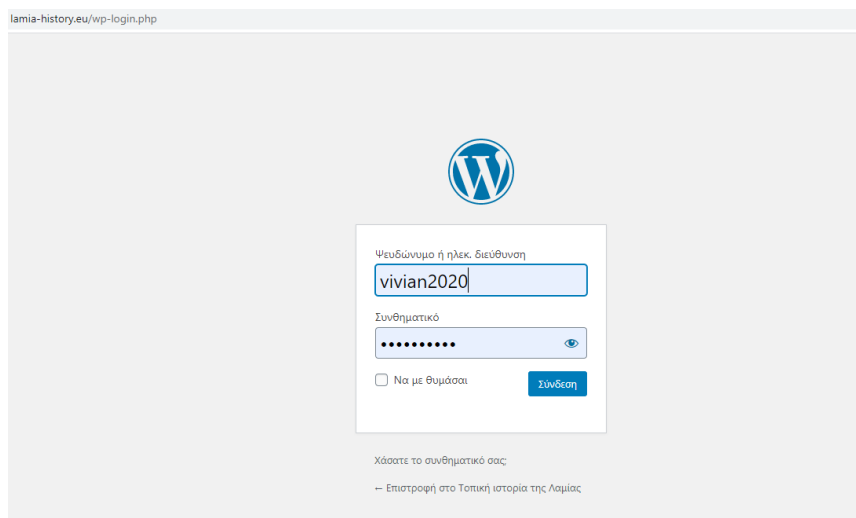 lamia-history.eu/wp-login.php
Ψευδώνυμο ή ηλεκ. διεύθυνση
vivian2020
Συνθηματικό
••••••••••
Να με θυμάσαι
Σύνδεση
Χάσατε το συνθηματικό σας;
← Επιστροφή στο Τοπική ιστορία της Λαμίας